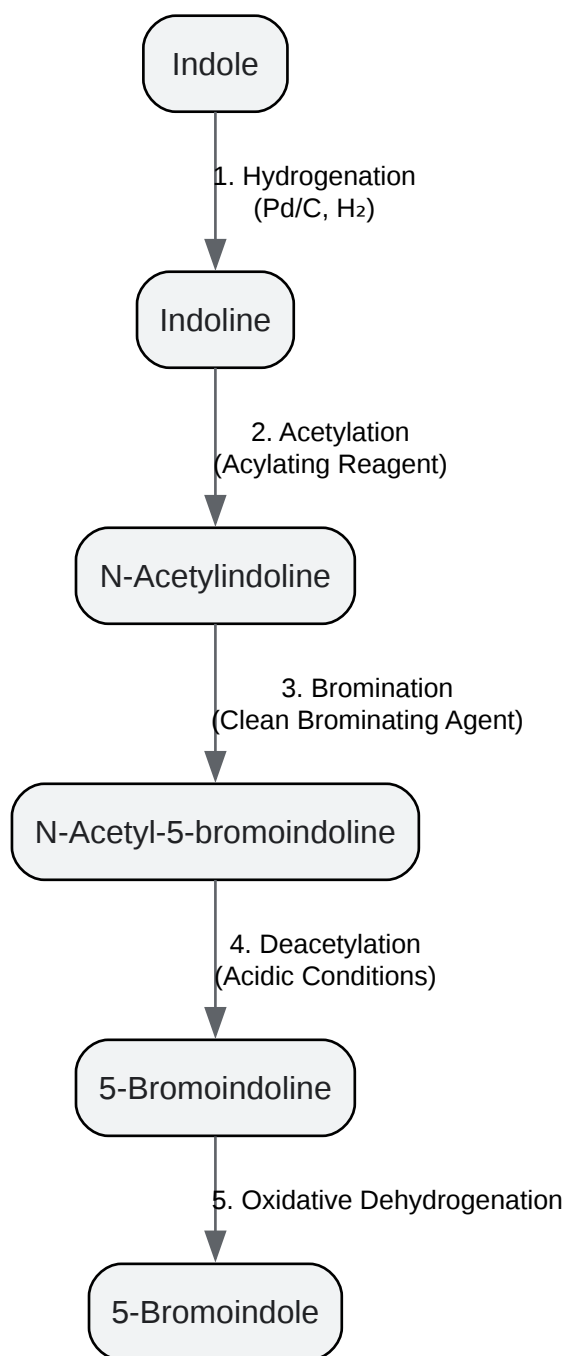 Indole
1. Hydrogenation
(Pd/C, H₂)
Indoline
2. Acetylation
(Acylating Reagent)
N-Acetylindoline
3. Bromination
(Clean Brominating Agent)
N-Acetyl-5-bromoindoline
4. Deacetylation
(Acidic Conditions)
5-Bromoindoline
5. Oxidative Dehydrogenation
5-Bromoindole